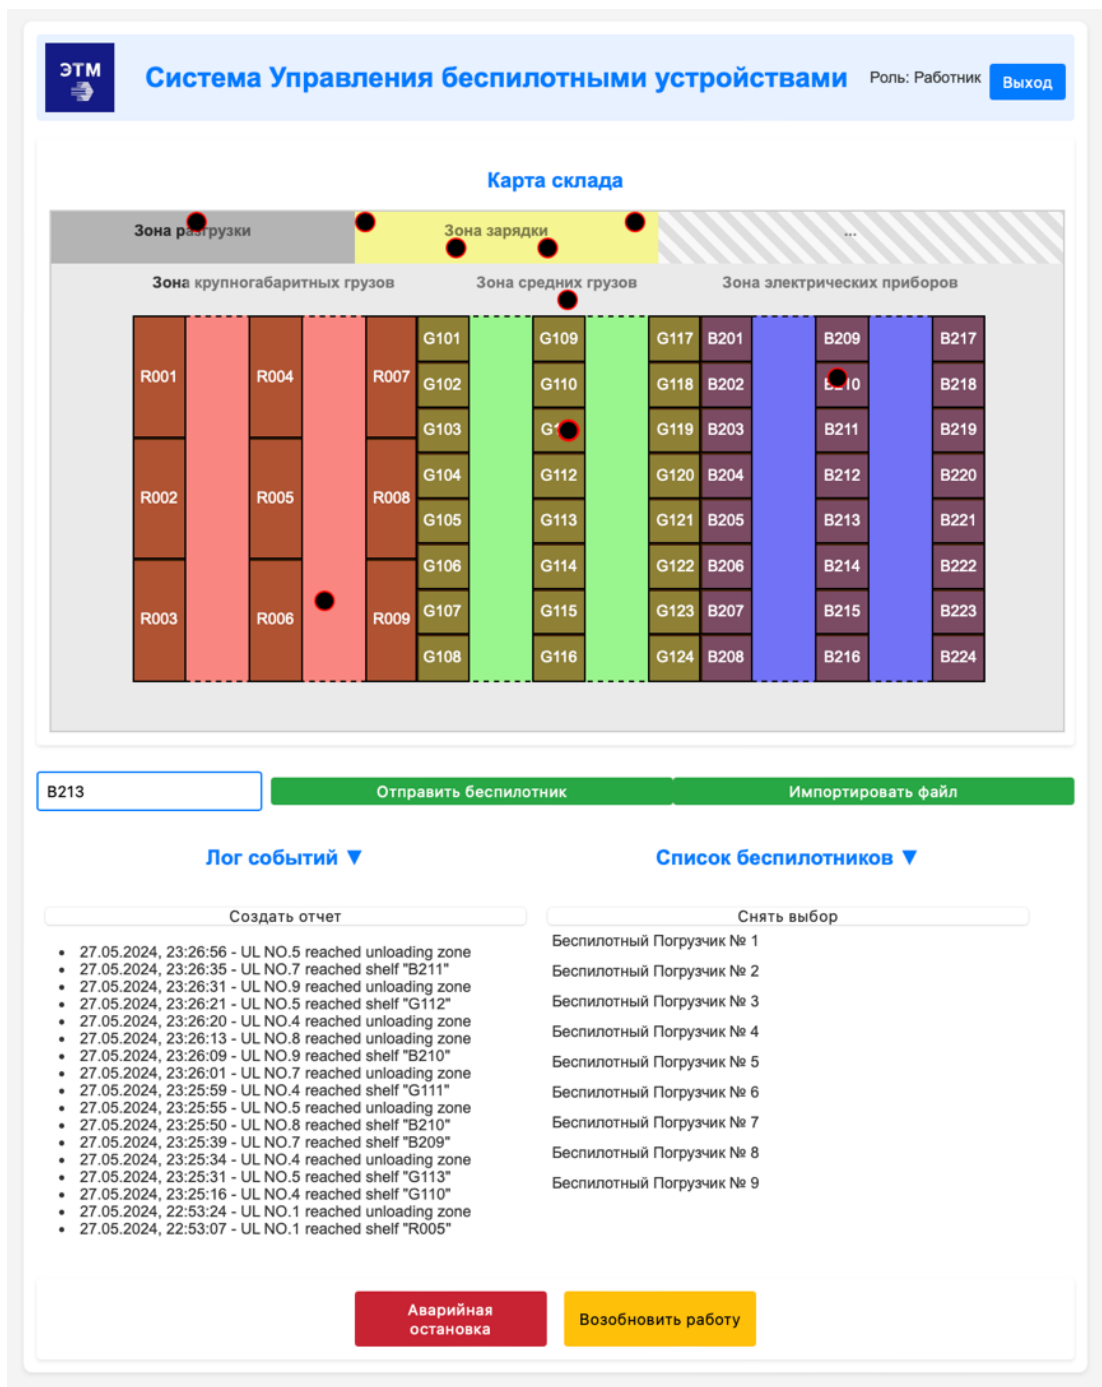 ЭТМ
Система Управления беспилотными устройствами
Роль: Работник
Выход
Карта склада
Зона разгрузки
Зона зарядки
...
Зона крупногабаритных грузов
Зона средних грузов
Зона электрических приборов
G101 G109 G117 B201 B209 B217
R001 R004 R007
G102 G110 G118 B202 B210 B218
G103 G119 B203 B211 B219
G104 G112 G120 B204 B212 B220
R002 R005 R008
G105 G113 G121 B205 B213 B221
G106 G114 G122 B206 B214 B222
G107 G115 G123 B207 B215 B223
R003 R006 R009
G108 G116 G124 B208 B216 B224
B213
Отправить беспилотник
Импортировать файл
Лог событий ▼
Создать отчет
• 27.05.2024, 23:26:56 - UL NO.5 reached unloading zone
• 27.05.2024, 23:26:35 - UL NO.7 reached shelf "B211"
• 27.05.2024, 23:26:31 - UL NO.9 reached unloading zone
• 27.05.2024, 23:26:21 - UL NO.5 reached shelf "G112"
• 27.05.2024, 23:26:20 - UL NO.4 reached unloading zone
• 27.05.2024, 23:26:13 - UL NO.8 reached unloading zone
• 27.05.2024, 23:26:09 - UL NO.9 reached shelf "B210"
• 27.05.2024, 23:26:01 - UL NO.7 reached unloading zone
• 27.05.2024, 23:25:59 - UL NO.4 reached shelf "G111"
• 27.05.2024, 23:25:55 - UL NO.5 reached unloading zone
• 27.05.2024, 23:25:50 - UL NO.8 reached shelf "B210"
• 27.05.2024, 23:25:39 - UL NO.7 reached shelf "B209"
• 27.05.2024, 23:25:34 - UL NO.4 reached unloading zone
• 27.05.2024, 23:25:31 - UL NO.5 reached shelf "G113"
• 27.05.2024, 23:25:16 - UL NO.4 reached shelf "G110"
• 27.05.2024, 22:53:24 - UL NO.1 reached unloading zone
• 27.05.2024, 22:53:07 - UL NO.1 reached shelf "R005"
Список беспилотников ▼
Снять выбор
Беспилотный Погрузчик № 1
Беспилотный Погрузчик № 2
Беспилотный Погрузчик № 3
Беспилотный Погрузчик № 4
Беспилотный Погрузчик № 5
Беспилотный Погрузчик № 6
Беспилотный Погрузчик № 7
Беспилотный Погрузчик № 8
Беспилотный Погрузчик № 9
Аварийная
остановка
Возобновить работу